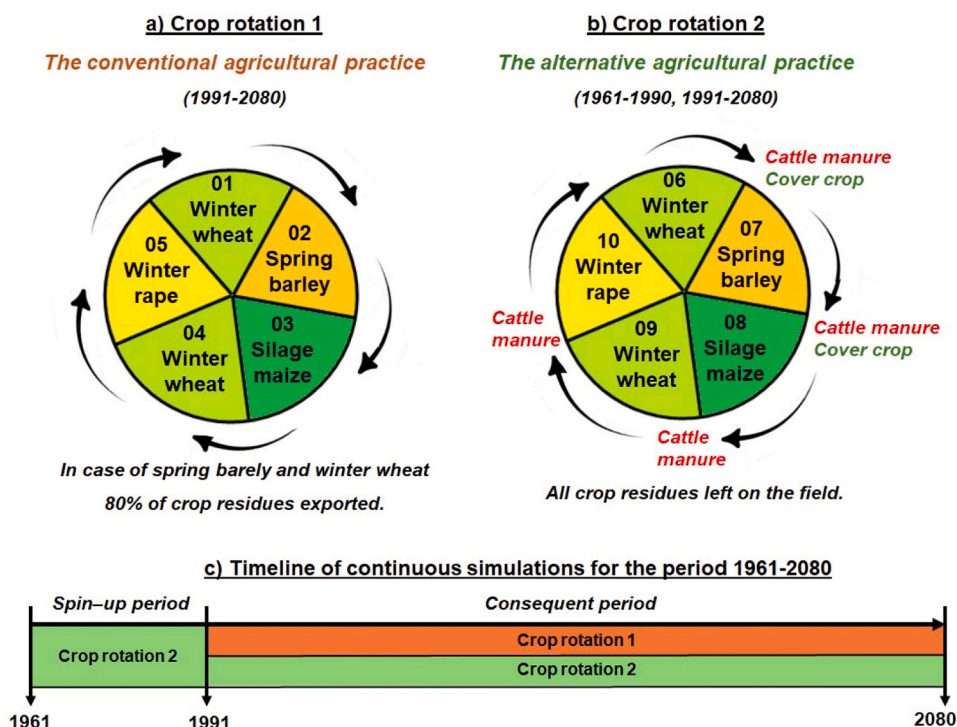 a) Crop rotation 1
The conventional agricultural practice
(1991-2080)
01
Winter
wheat
02
Spring
barley
03
Silage
maize
04
Winter
wheat
05
Winter
rape
In case of spring barely and winter wheat
80% of crop residues exported.
b) Crop rotation 2
The alternative agricultural practice
(1961-1990, 1991-2080)
Cattle manure
Cover crop
06
Winter
wheat
07
Spring
barley
Cattle manure
Cover crop
08
Silage
maize
Cattle
manure
09
Winter
wheat
Cattle
manure
10
Winter
rape
All crop residues left on the field.
c) Timeline of continuous simulations for the period 1961-2080
Spin–up period
Consequent period
Crop rotation 2
Crop rotation 1
Crop rotation 2
1961
1991
2080